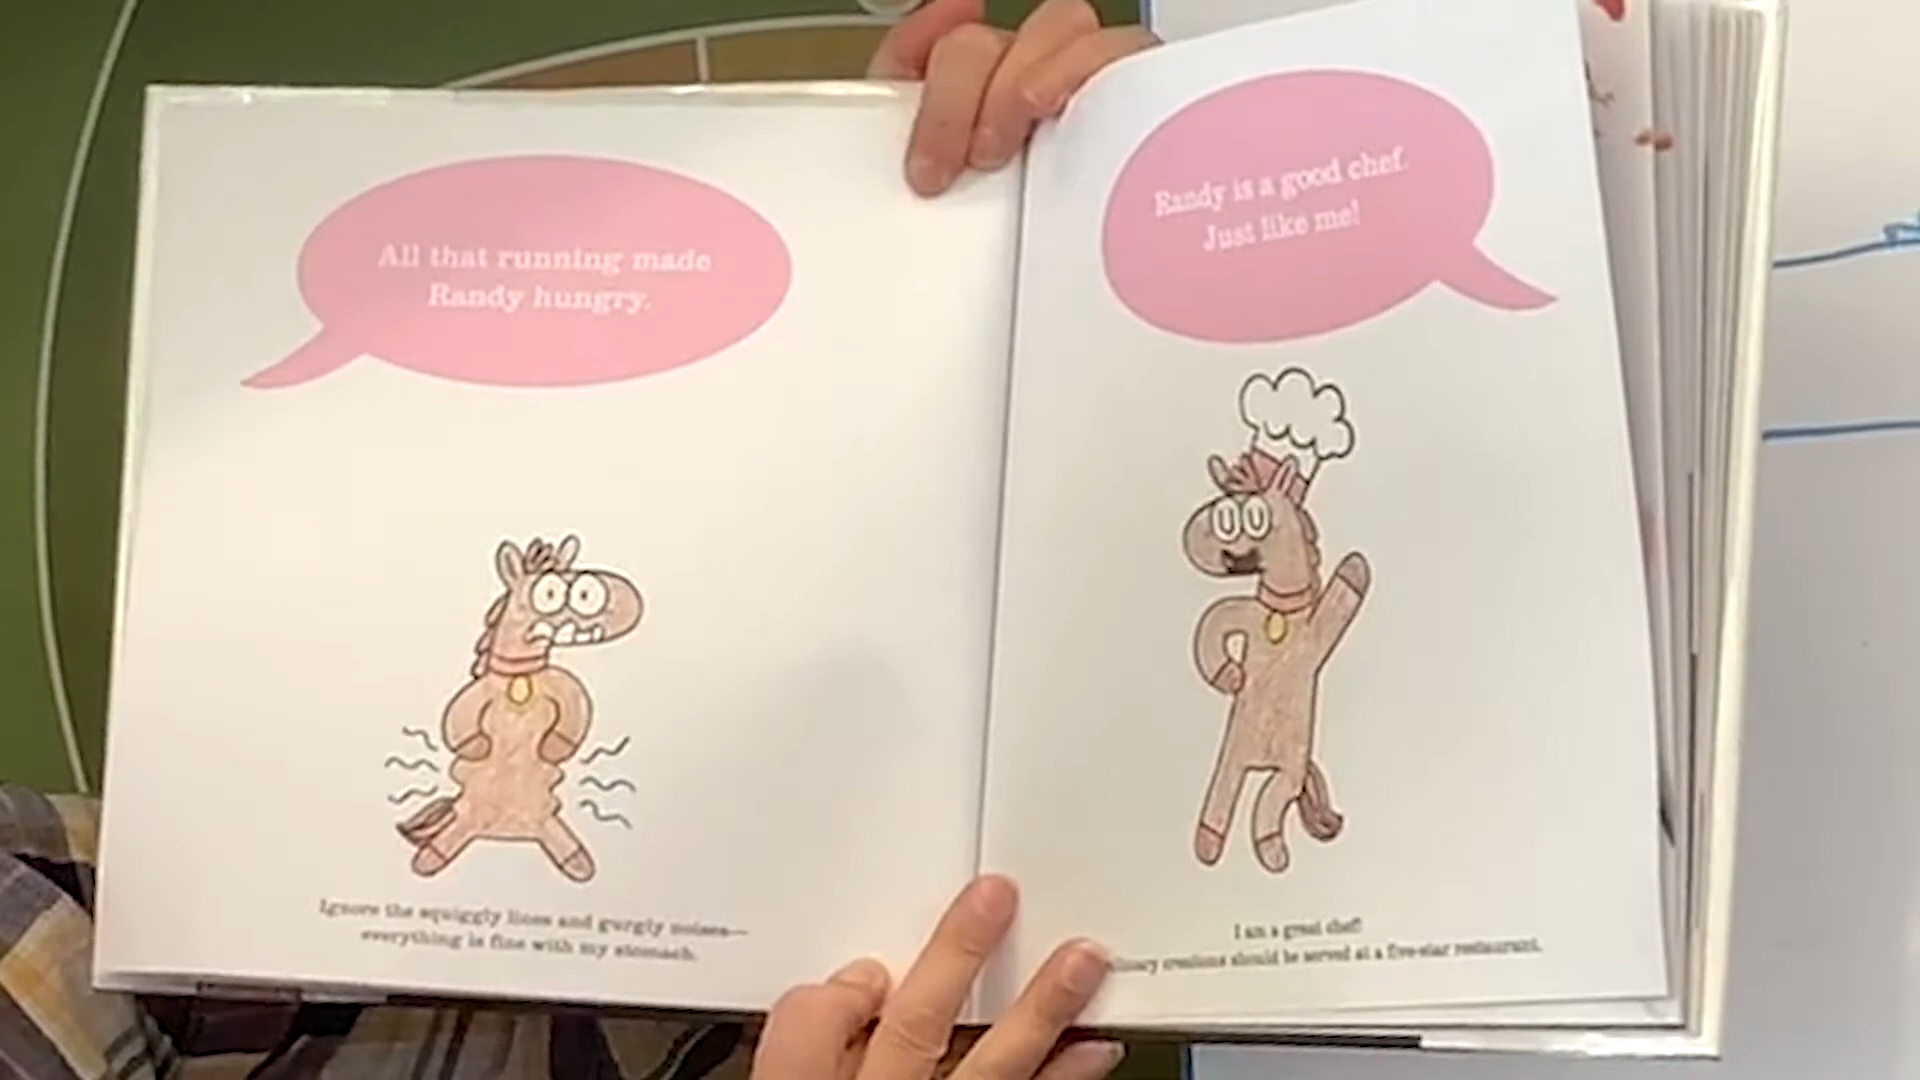 All that running made
Randy hungry.
Ignore the squiggly lines and gurgly noises—
everything is fine with my stomach.
Randy is a good chef.
Just like me!
I am a great chef!
creations should be served at a five-star restaurant.